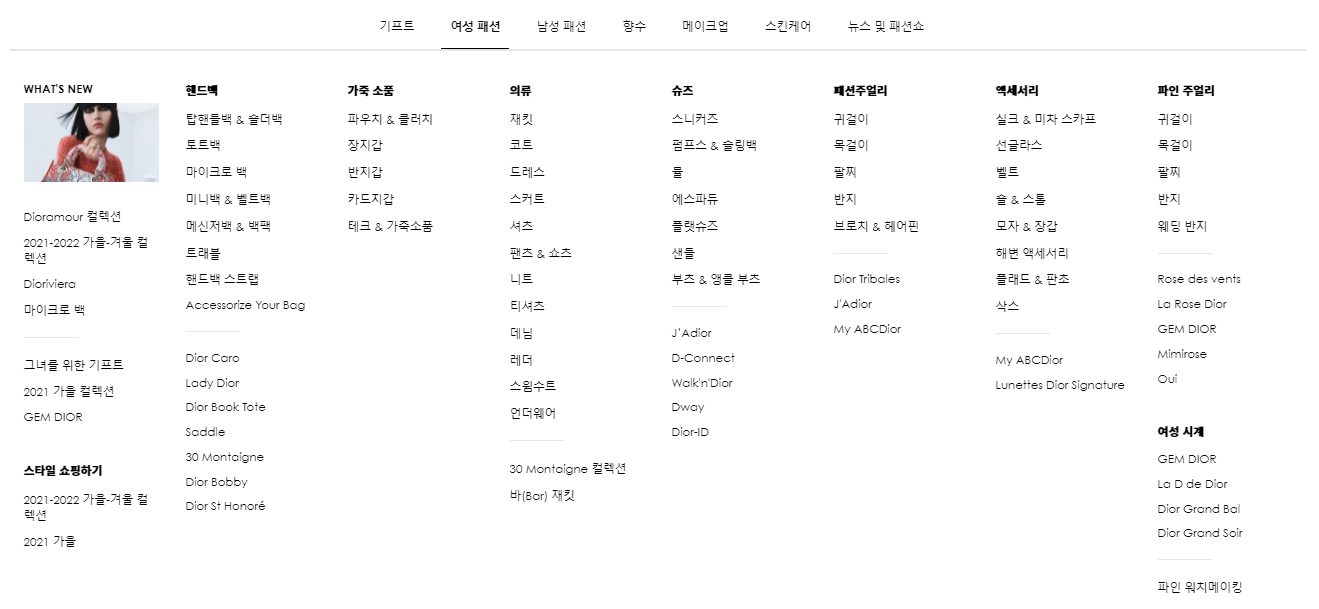 기프트
여성 패션
남성 패션
향수
메이크업
스킨케어
뉴스 및 패션쇼
WHAT'S NEW
Dioramour 컬렉션
2021-2022 가을-겨울 컬
렉션
Dioriviera
마이크로 백
그녀를 위한 기프트
2021 가을 컬렉션
GEM DIOR
스타일 쇼핑하기
2021-2022 가을-겨울 컬
렉션
2021 가을
핸드백
탑핸들백 & 숄더백
토트백
마이크로 백
미니백 & 벨트백
메신저백 & 백팩
트래블
핸드백 스트랩
Accessorize Your Bag
Dior Caro
Lady Dior
Dior Book Tote
Saddle
30 Montaigne
Dior Bobby
Dior St Honoré
가죽 소품
파우치 & 클러치
장지갑
반지갑
카드지갑
테크 & 가죽소품
의류
재킷
코트
드레스
스커트
셔츠
팬츠 & 쇼츠
니트
티셔츠
데님
레더
스윔수트
언더웨어
30 Montaigne 컬렉션
바(Bar) 재킷
슈즈
스니커즈
펌프스 & 슬링백
뮬
에스파듀
플랫슈즈
샌들
부츠 & 앵클 부츠
J'Adior
D-Connect
Walk'n'Dior
Dway
Dior-ID
패션주얼리
귀걸이
목걸이
팔찌
반지
브로치 & 헤어핀
Dior Tribales
J'Adior
My ABCDior
액세서리
실크 & 미차 스카프
선글라스
벨트
숄 & 스톨
모자 & 장갑
해변 액세서리
플래드 & 판초
삭스
My ABCDior
Lunettes Dior Signature
파인 주얼리
귀걸이
목걸이
팔찌
반지
웨딩 반지
Rose des vents
La Rose Dior
GEM DIOR
Mimirose
Oui
여성 시계
GEM DIOR
La D de Dior
Dior Grand Bal
Dior Grand Soir
파인 워치메이킹